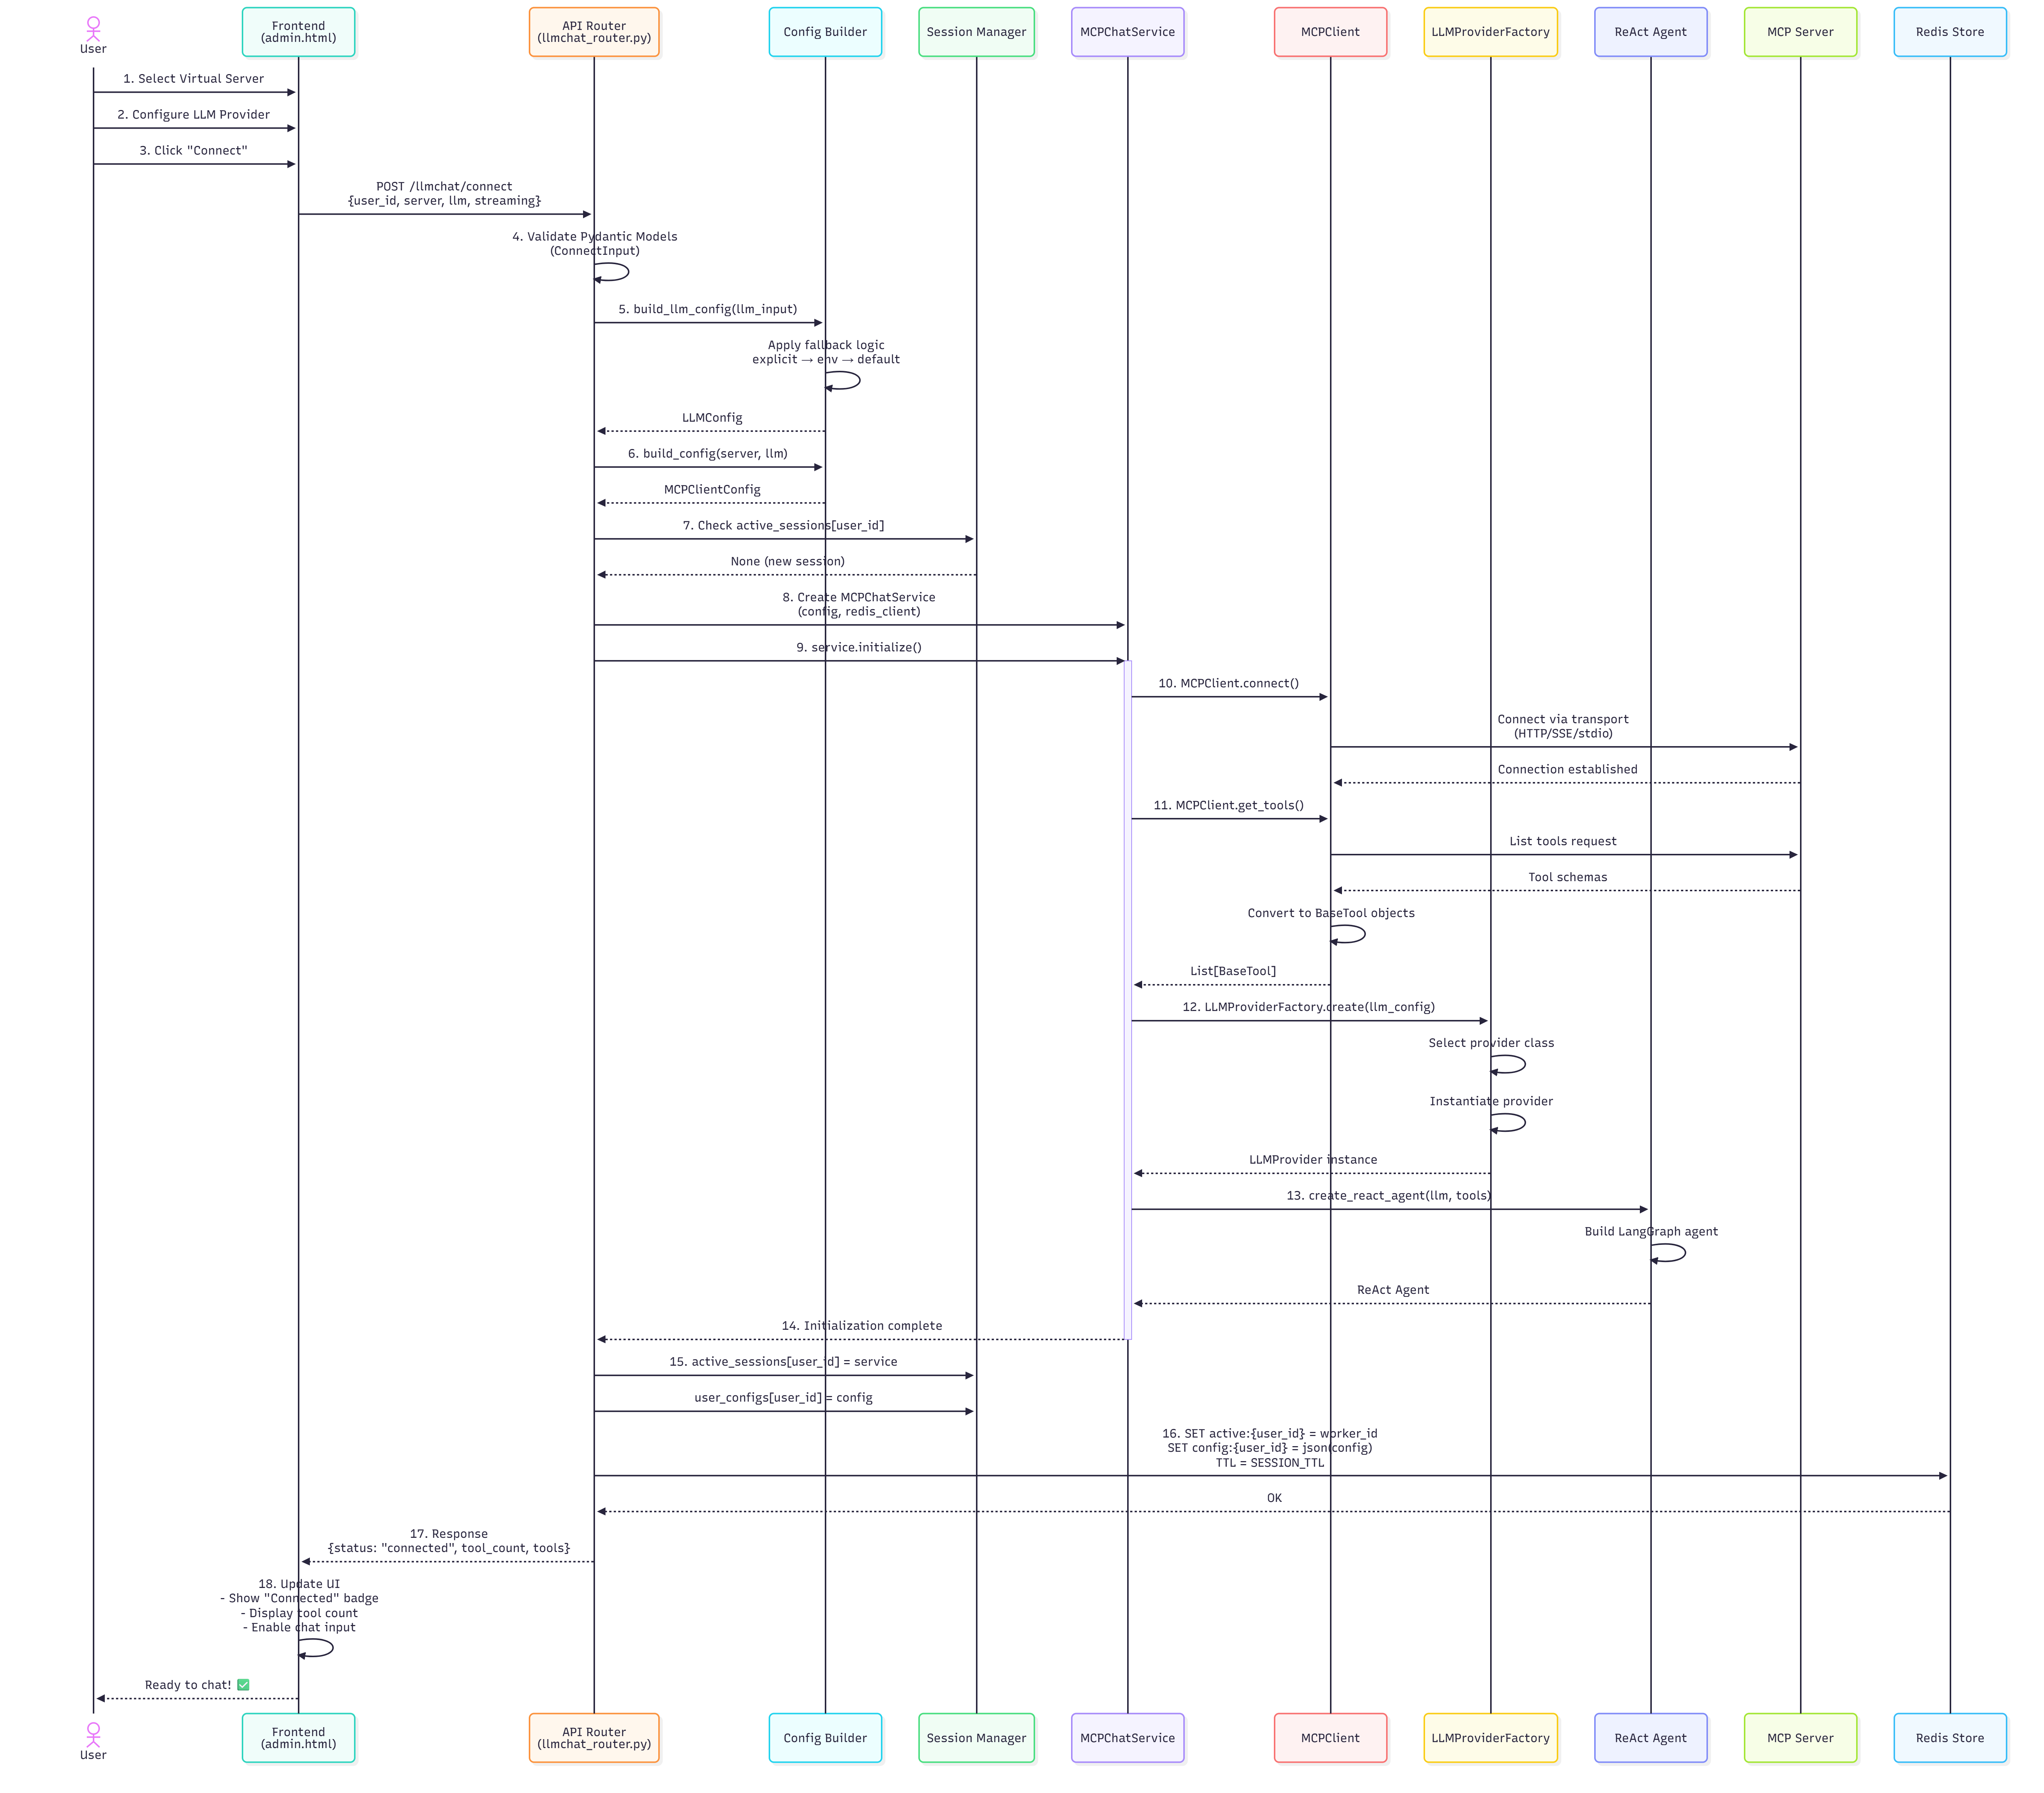 User
Frontend
(admin.html)
API Router
(llmchat_router.py)
Config Builder
Session Manager
MCPChatService
MCPClient
LLMProviderFactory
ReAct Agent
MCP Server
Redis Store
1. Select Virtual Server
2. Configure LLM Provider
3. Click "Connect"
POST /llmchat/connect
{user_id, server, llm, streaming}
4. Validate Pydantic Models
(ConnectInput)
5. build_llm_config(llm_input)
Apply fallback logic
explicit → env → default
LLMConfig
6. build_config(server, llm)
MCPClientConfig
7. Check active_sessions[user_id]
None (new session)
8. Create MCPChatService
(config, redis_client)
9. service.initialize()
10. MCPClient.connect()
Connect via transport
(HTTP/SSE/stdio)
Connection established
11. MCPClient.get_tools()
List tools request
Tool schemas
Convert to BaseTool objects
List[BaseTool]
12. LLMProviderFactory.create(llm_config)
Select provider class
Instantiate provider
LLMProvider instance
13. create_react_agent(llm, tools)
Build LangGraph agent
ReAct Agent
14. Initialization complete
15. active_sessions[user_id] = service
user_configs[user_id] = config
16. SET active:{user_id} = worker_id
SET config:{user_id} = json(config)
TTL = SESSION_TTL
OK
17. Response
{status: "connected", tool_count, tools}
18. Update UI
- Show "Connected" badge
- Display tool count
- Enable chat input
Ready to chat! ✅
User
Frontend
(admin.html)
API Router
(llmchat_router.py)
Config Builder
Session Manager
MCPChatService
MCPClient
LLMProviderFactory
ReAct Agent
MCP Server
Redis Store